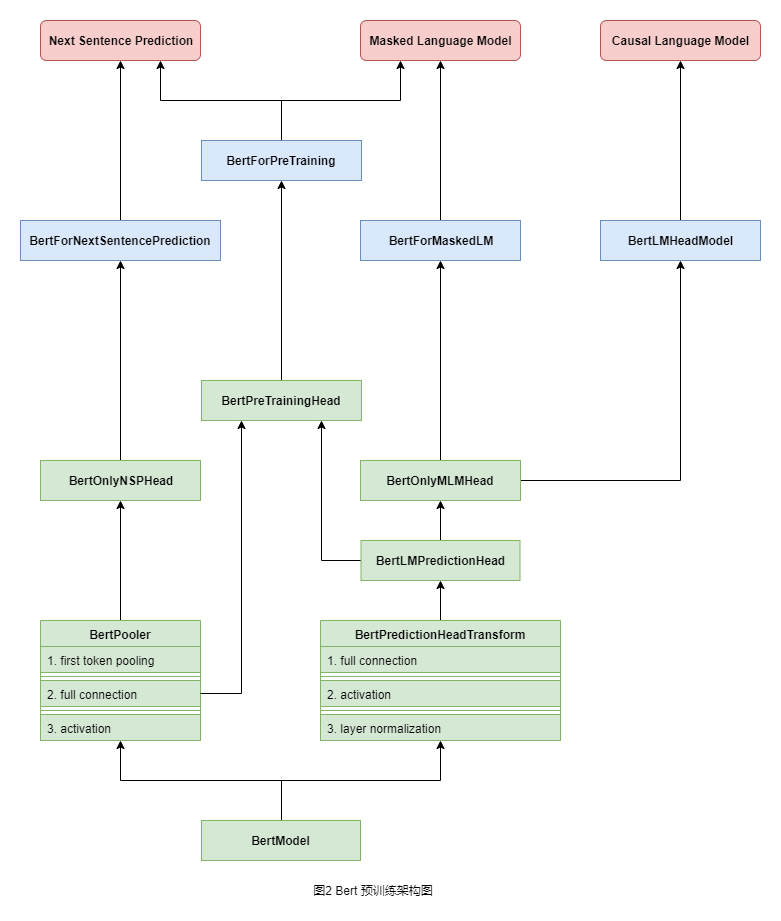 Next Sentence Prediction
Masked Language Model
Causal Language Model
BertForPreTraining
BertForNextSentencePrediction
BertForMaskedLM
BertLMHeadModel
BertPreTrainingHead
BertOnlyNSPHead
BertOnlyMLMHead
BertLMPredictionHead
BertPooler
1. first token pooling
2. full connection
3. activation
BertPredictionHeadTransform
1. full connection
2. activation
3. layer normalization
BertModel
图2 Bert 预训练架构图